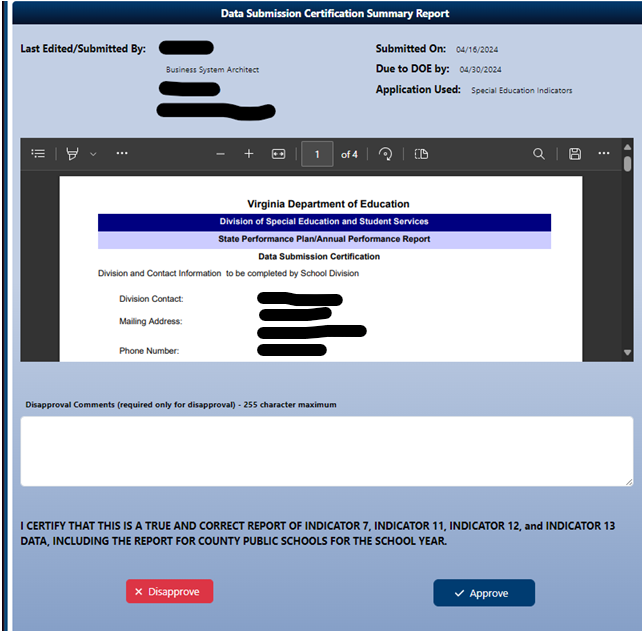 Data Submission Certification Summary Report
Last Edited/Submitted By:
Submitted On: 04/16/2024
Business System Architect
Due to DOE by: 04/30/2024
Application Used: Special Education Indicators
1 of 4
Virginia Department of Education
Division of Special Education and Student Services
State Performance Plan/Annual Performance Report
Data Submission Certification
Division and Contact Information to be completed by School Division
Division Contact:
Mailing Address:
Phone Number:
Disapproval Comments (required only for disapproval) - 255 character maximum
I CERTIFY THAT THIS IS A TRUE AND CORRECT REPORT OF INDICATOR 7, INDICATOR 11, INDICATOR 12, and INDICATOR 13
DATA, INCLUDING THE REPORT FOR COUNTY PUBLIC SCHOOLS FOR THE SCHOOL YEAR.
Disapprove
Approve